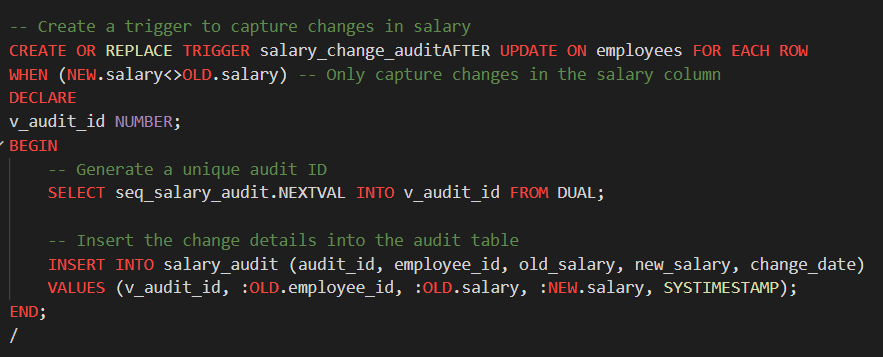 -- Create a trigger to capture changes in salary
CREATE OR REPLACE TRIGGER salary_change_auditAFTER UPDATE ON employees FOR EACH ROW
WHEN (NEW.salary<>OLD.salary) -- Only capture changes in the salary column
DECLARE
v_audit_id NUMBER;
BEGIN
    -- Generate a unique audit ID
    SELECT seq_salary_audit.NEXTVAL INTO v_audit_id FROM DUAL;

    -- Insert the change details into the audit table
    INSERT INTO salary_audit (audit_id, employee_id, old_salary, new_salary, change_date)
    VALUES (v_audit_id, :OLD.employee_id, :OLD.salary, :NEW.salary, SYSTIMESTAMP);
END;
/